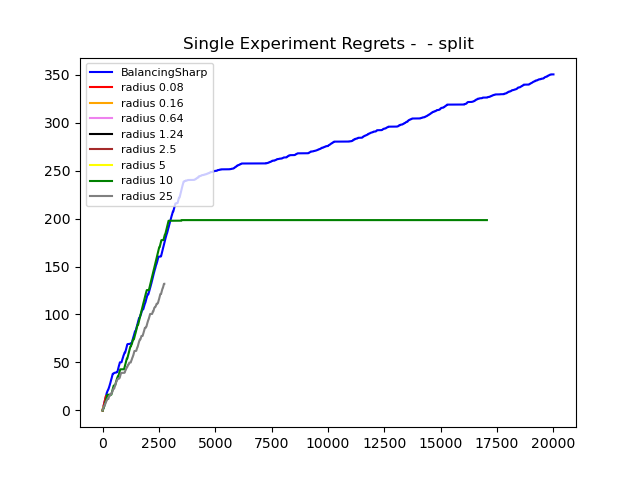 Single Experiment Regrets -  - split
350
300
250
200
150
100
50
0
BalancingSharp
radius 0.08
radius 0.16
radius 0.64
radius 1.24
radius 2.5
radius 5
radius 10
radius 25
0 2500 5000 7500 10000 12500 15000 17500 20000